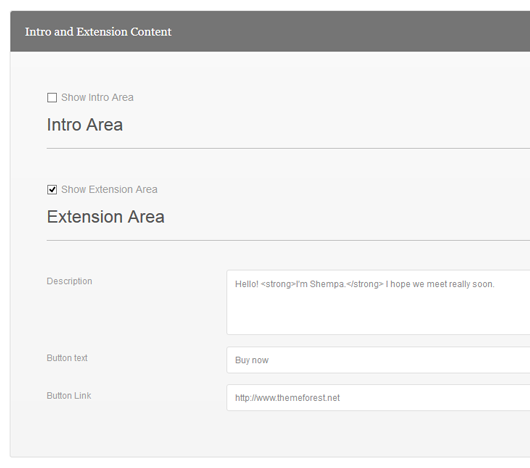 Intro and Extension Content
Show Intro Area
Intro Area
Show Extension Area
Extension Area
Description
Hello! <strong>I'm Shempa.</strong> I hope we meet really soon.
Button text
Buy now
Button Link
http://www.themeforest.net